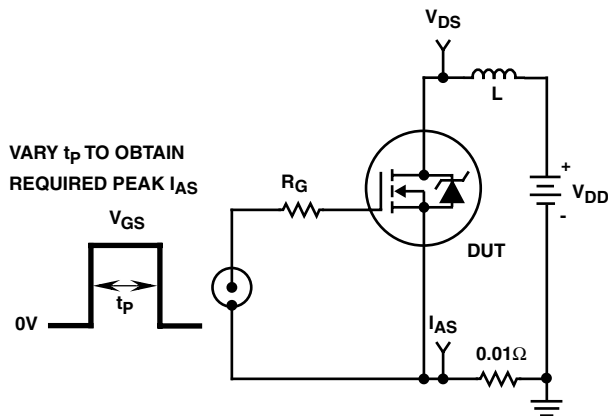 V_DS
L
VARY t_P TO OBTAIN
REQUIRED PEAK I_AS
R_G
+
V_DD
-
V_GS
DUT
t_P
0V
I_AS
0.01Ω